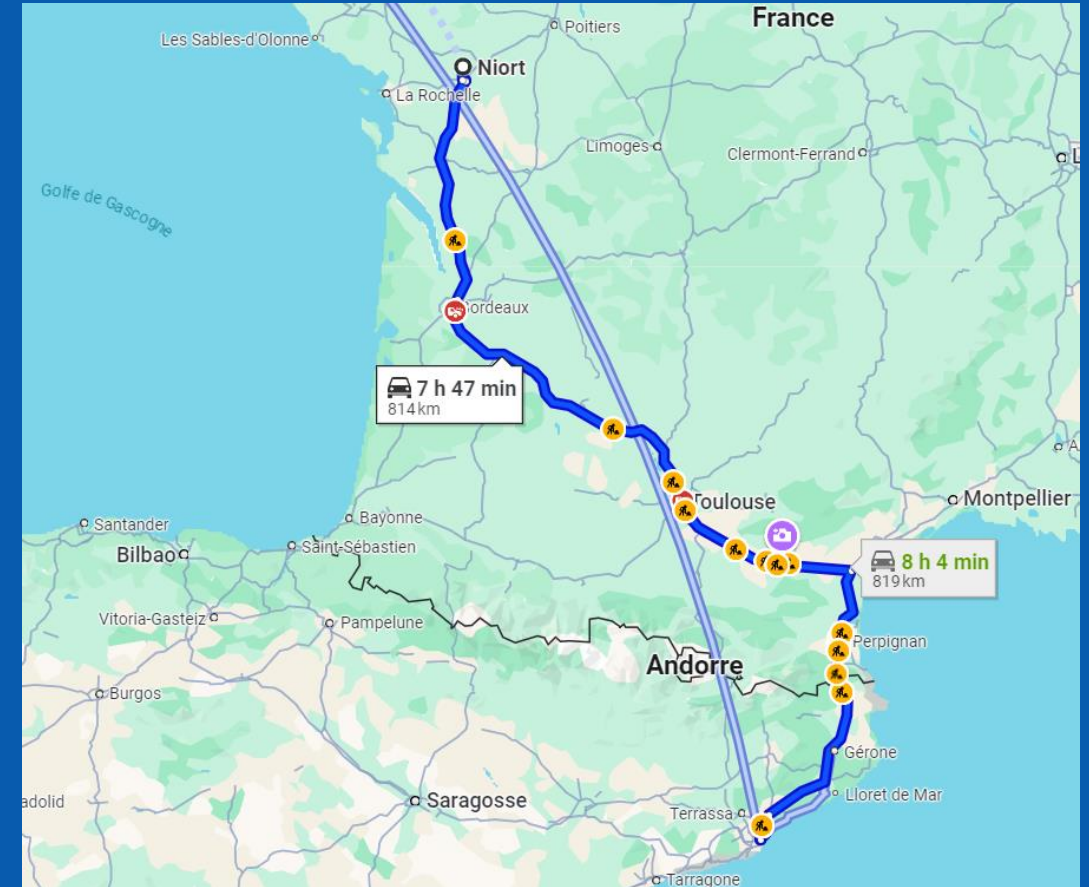 France
Poitiers
Les Sables-d'Olonne
Niort
La Rochelle
Limoges
Clermont-Ferrand
L
Golfe de Gascogne
ordeaux
7 h 47 min
814 km
A
Toulouse
Montpellier
Santander
Bayonne
Bilbao
Saint-Sébastien
8 h 4 min
819 km
Vitoria-Gasteiz
Pampelune
Perpignan
Andorre
Burgos
Gérone
adolid
Saragosse
Lloret de Mar
Terrassa
Tarragone